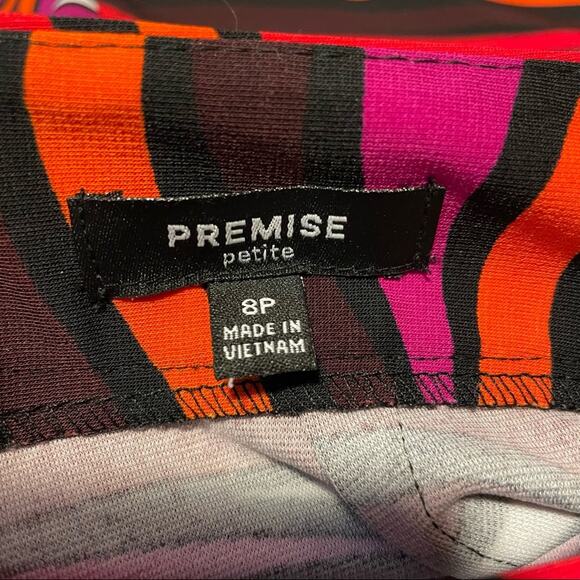 PREMISE
petite
8P
MADE IN
VIETNAM